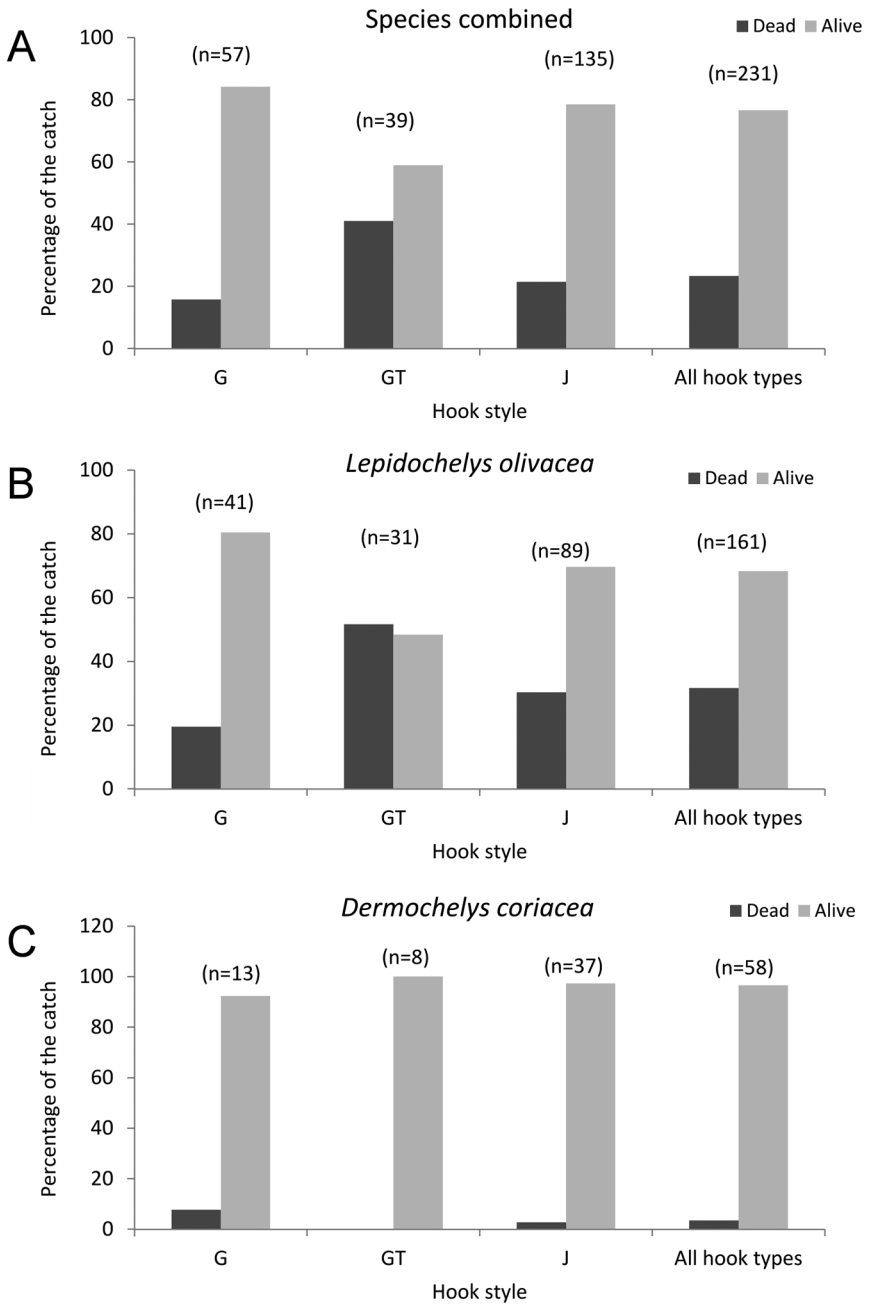 A
Species combined
Dead Alive
Percentage of the catch
100
80
60
40
20
0
(n=57)
(n=39)
(n=135)
(n=231)
G GT J All hook types
Hook style
B
Lepidochelys olivacea
Dead Alive
Percentage of the catch
100
80
60
40
20
0
(n=41)
(n=31)
(n=89)
(n=161)
G GT J All hook types
Hook style
C
Dermochelys coriacea
Dead Alive
Percentage of the catch
120
100
80
60
40
20
0
(n=13)
(n=8)
(n=37)
(n=58)
G GT J All hook types
Hook style